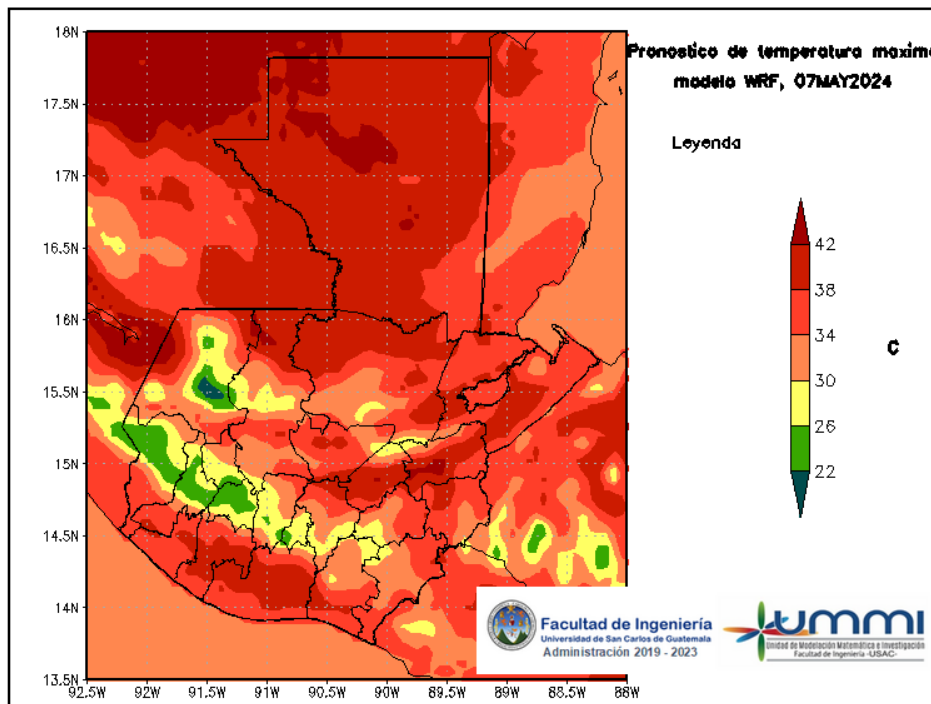 Pronostico de temperatura maxima
modelo WRF, 07MAY2024
Leyenda
42
38
34
30
26
22
C
18N
17.5N
17N
16.5N
16N
15.5N
15N
14.5N
14N
13.5N
92.5W
92W
91.5W
91W
90.5W
90W
89.5W
89W
88.5W
88W
Facultad de Ingeniería
Universidad de San Carlos de Guatemala
Administración 2019 - 2023
UMMI
Unidad de Modelación Matemática e Investigación
Facultad de Ingeniería -USAC-